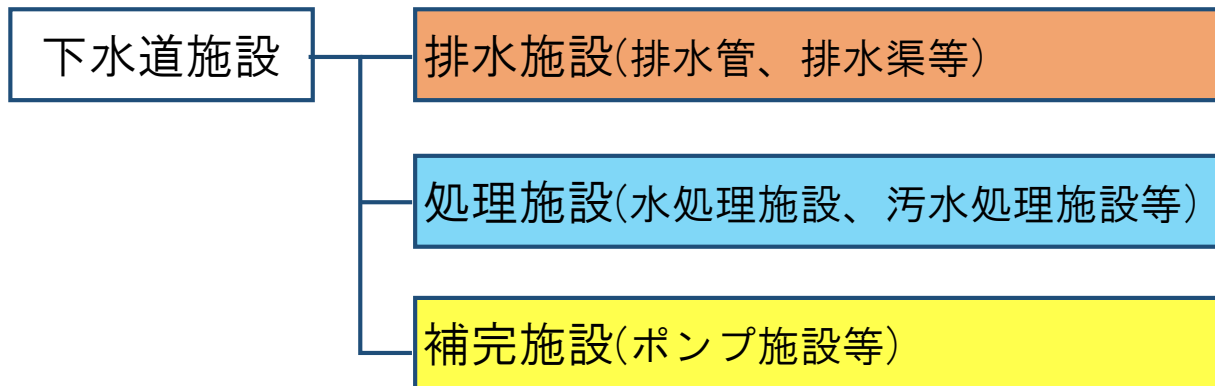 下水道施設
排水施設(排水管、排水渠等)
処理施設(水処理施設、汚水処理施設等)
補完施設(ポンプ施設等)